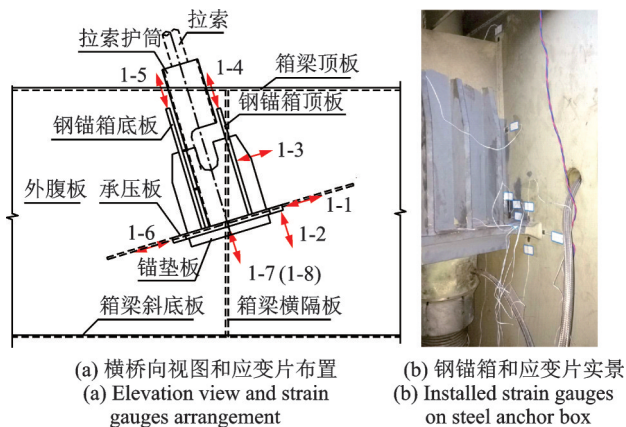 拉索
拉索护筒
1-5
1-4
箱梁顶板
钢锚箱底板
钢锚箱顶板
1-3
外腹板
承压板
1-1
1-6
1-2
锚垫板
1-7 (1-8)
箱梁斜底板
箱梁横隔板
(a) 横桥向视图和应变片布置
(a) Elevation view and strain
gauges arrangement
(b) 钢锚箱和应变片实景
(b) Installed strain gauges
on steel anchor box